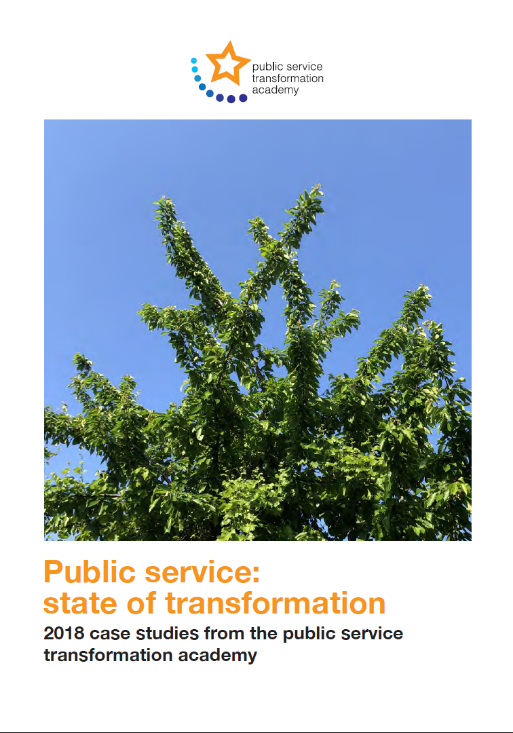 public service
transformation
academy
Public service:
state of transformation
2018 case studies from the public service
transformation academy